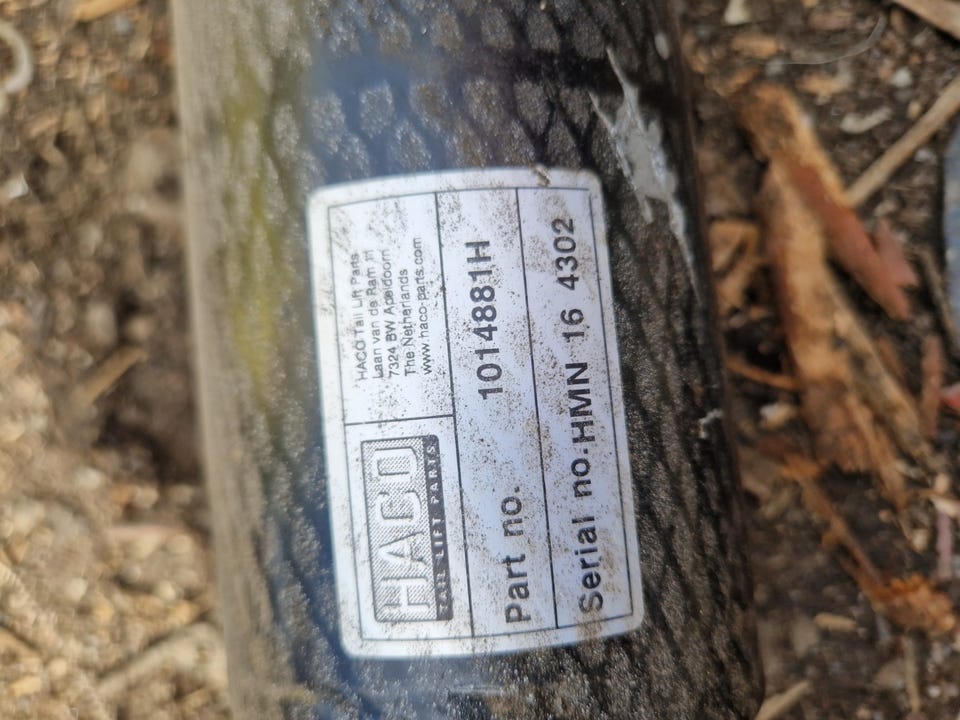 HACO
TAIL LIFT PARTS
HACO Tail Lift Parts
Laan van de Ram
7324 BW Apeldoorn
The Netherlands
www.haco-parts.com
Part no. 1014881H
Serial no. HMN 16 4302